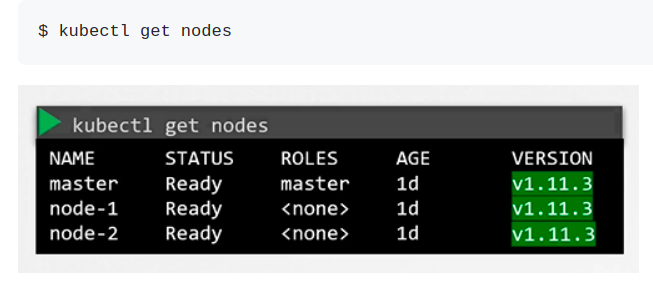 $ kubectl get nodes
kubectl get nodes
NAME STATUS ROLES AGE VERSION
master Ready master 1d v1.11.3
node-1 Ready <none> 1d v1.11.3
node-2 Ready <none> 1d v1.11.3